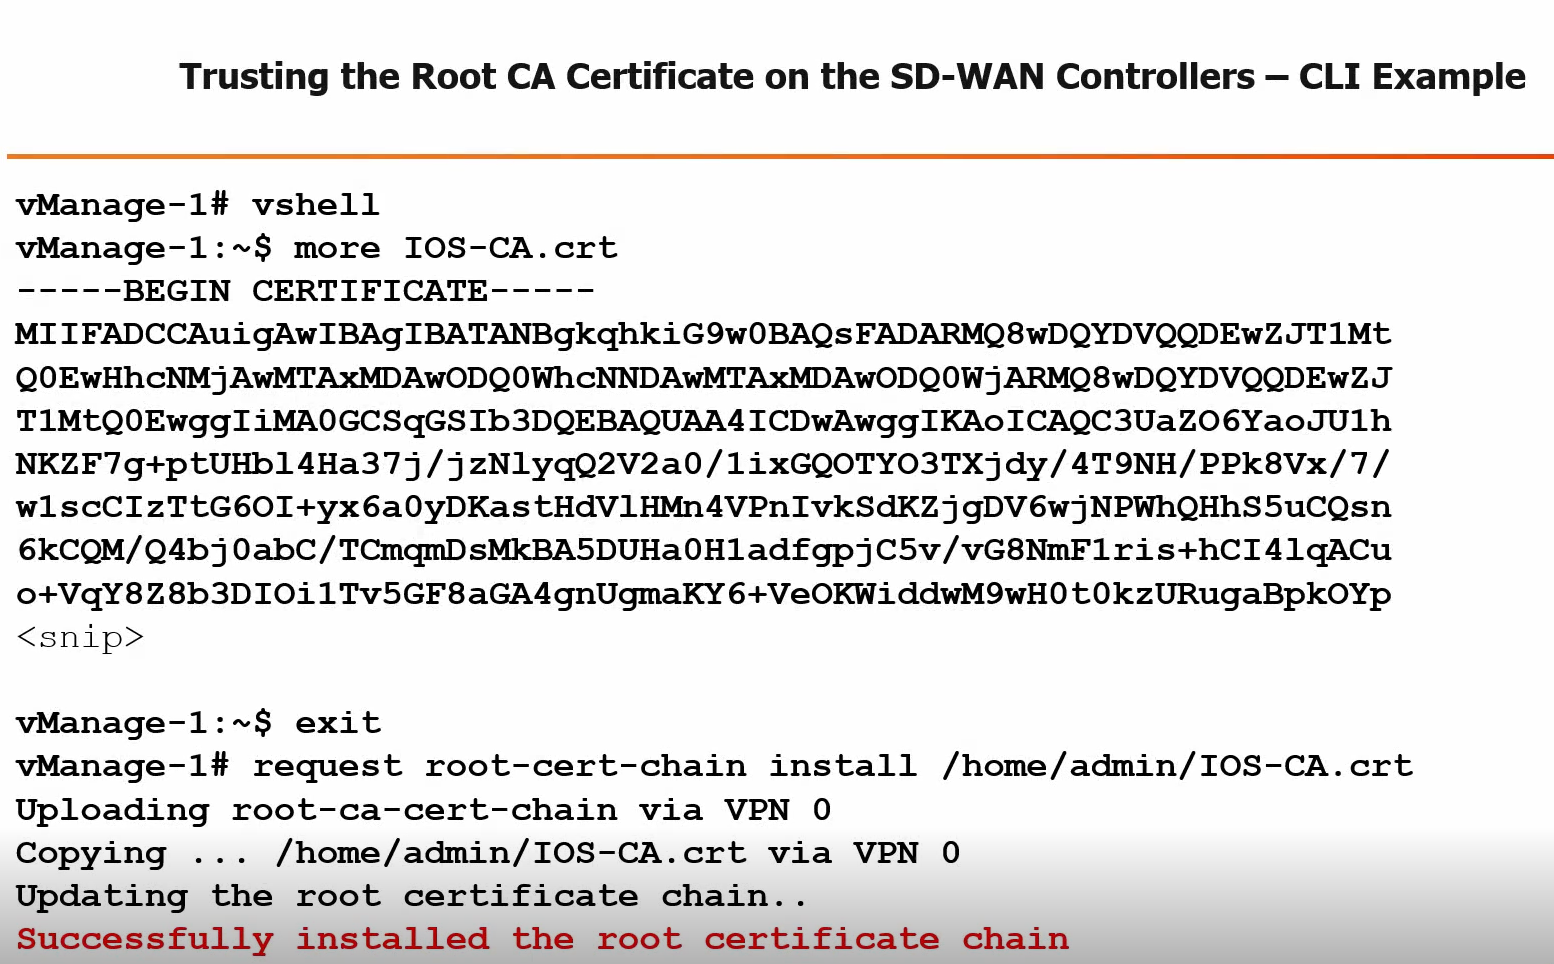 Trusting the Root CA Certificate on the SD-WAN Controllers – CLI Example
vManage-1# vshell
vManage-1:~$ more IOS-CA.crt
-----BEGIN CERTIFICATE-----
MIIFADCCAuigAwIBAgIBATANBgkqhkiG9w0BAQsFADARMQ8wDQYDVQQDEwZJT1Mt
Q0EwHhcNMjAwMTAxMDAwODQ0WhcNNDAwMTAxMDAwODQ0WjARMQ8wDQYDVQQDEwZJ
T1MtQ0EwggIiMA0GCSqGSIb3DQEBAQUAA4ICDwAwggIKAoICAQC3UaZO6YaoJU1h
NKZF7g+ptUHbl4Ha37j/jzNlyqQ2V2a0/1ixGQOTYO3TXjdy/4T9NH/PPk8Vx/7/
w1scCIzTtG6OI+yx6a0yDKastHdVlHMn4VPnIvkSdKZjgDV6wjNPWhQHhS5uCQsn
6kCQM/Q4bj0abC/TCmqmDsMkBA5DUHa0H1adfgpjC5v/vG8NmF1ris+hCI4lqACu
o+VqY8Z8b3DIOi1Tv5GF8aGA4gnUgmaKY6+VeOKWiddwM9wH0t0kzURugaBpkOYp
<snip>
vManage-1:~$ exit
vManage-1# request root-cert-chain install /home/admin/IOS-CA.crt
Uploading root-ca-cert-chain via VPN 0
Copying ... /home/admin/IOS-CA.crt via VPN 0
Updating the root certificate chain..
Successfully installed the root certificate chain